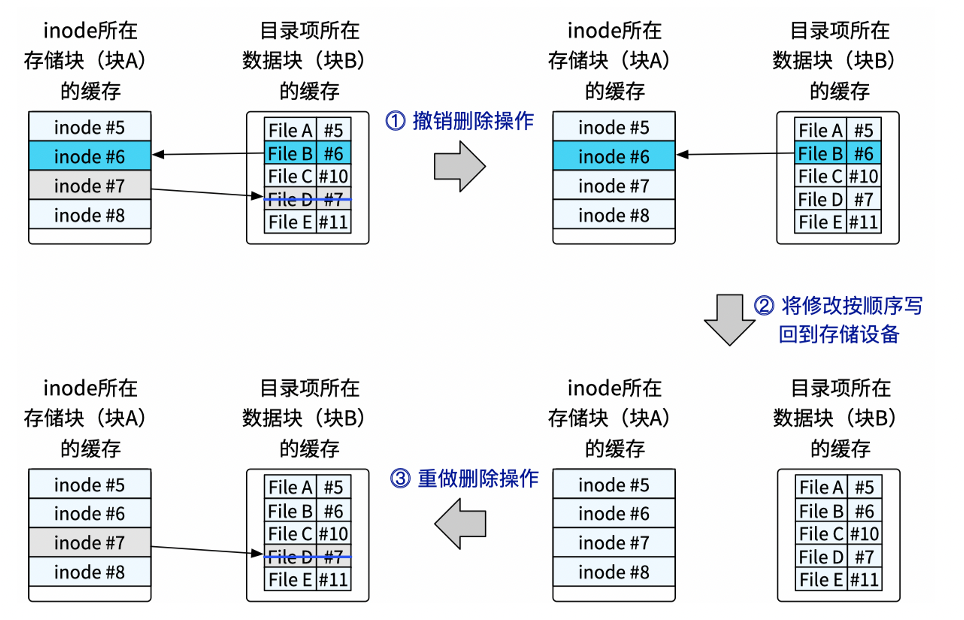 inode所在
存储块（块A）
的缓存
目录项所在
数据块（块B）
的缓存
inode #5
inode #6
inode #7
inode #8
File A #5
File B #6
File C #10
File D #7
File E #11
① 撤销删除操作
inode所在
存储块（块A）
的缓存
目录项所在
数据块（块B）
的缓存
inode #5
inode #6
inode #7
inode #8
File A #5
File B #6
File C #10
File D #7
File E #11
② 将修改按顺序写
回到存储设备
inode所在
存储块（块A）
的缓存
目录项所在
数据块（块B）
的缓存
inode #5
inode #6
inode #7
inode #8
File A #5
File B #6
File C #10
File D #7
File E #11
③ 重做删除操作
inode所在
存储块（块A）
的缓存
目录项所在
数据块（块B）
的缓存
inode #5
inode #6
inode #7
inode #8
File A #5
File B #6
File C #10
File D #7
File E #11